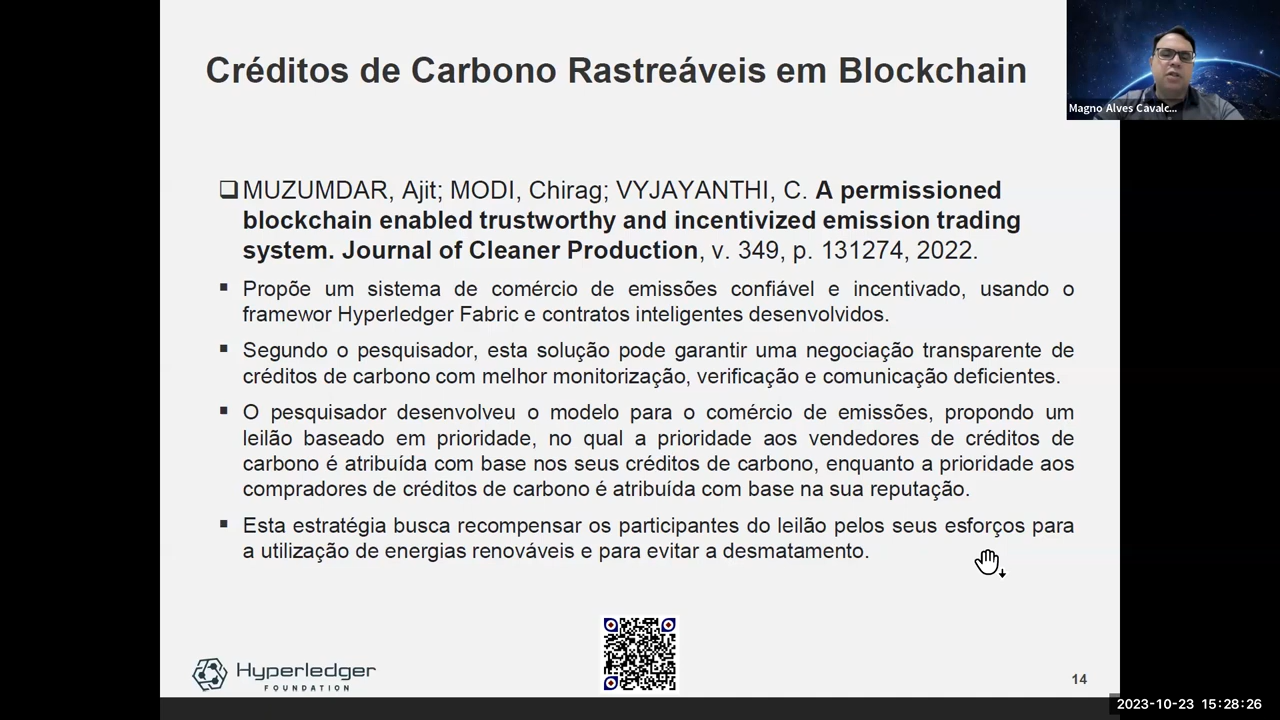 Créditos de Carbono Rastreáveis em Blockchain
Magno Alves Cavalc...
MUZUMDAR, Ajit; MODI, Chirag; VYJAYANTHI, C. A permissioned
blockchain enabled trustworthy and incentivized emission trading
system. Journal of Cleaner Production, v. 349, p. 131274, 2022.
Propõe um sistema de comércio de emissões confiável e incentivado, usando o
framewor Hyperledger Fabric e contratos inteligentes desenvolvidos.
Segundo o pesquisador, esta solução pode garantir uma negociação transparente de
créditos de carbono com melhor monitorização, verificação e comunicação deficientes.
O pesquisador desenvolveu o modelo para o comércio de emissões, propondo um
leilão baseado em prioridade, no qual a prioridade aos vendedores de créditos de
carbono é atribuída com base nos seus créditos de carbono, enquanto a prioridade aos
compradores de créditos de carbono é atribuída com base na sua reputação.
Esta estratégia busca recompensar os participantes do leilão pelos seus esforços para
a utilização de energias renováveis e para evitar a desmatamento.
Hyperledger
FOUNDATION
14
2023-10-23 15:28:26